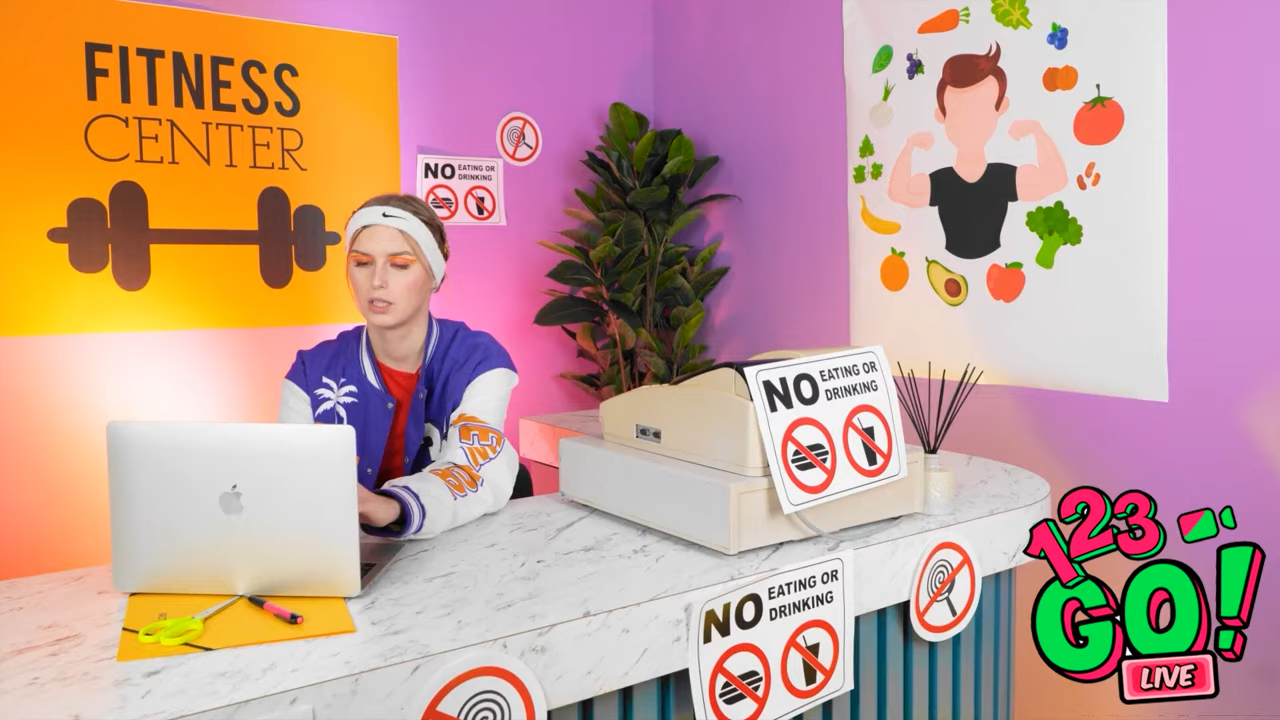 FITNESS
CENTER
NO EATING OR
DRINKING
NO EATING OR
DRINKING
NO EATING OR
DRINKING
123
GO!
LIVE